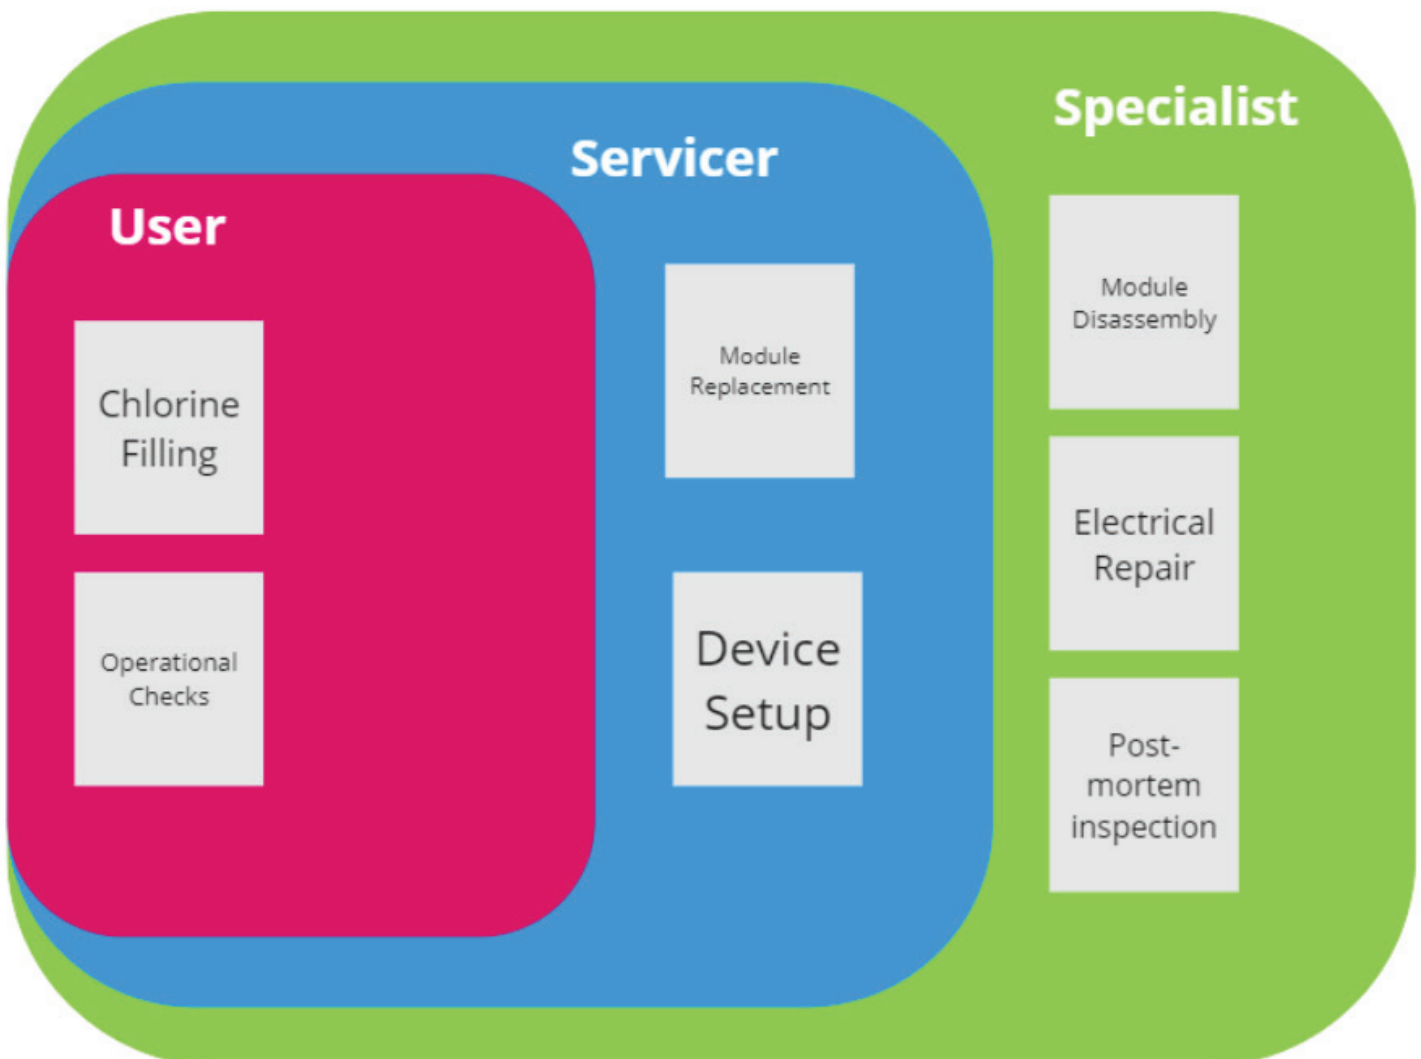 User
Chlorine
Filling
Operational
Checks
Servicer
Module
Replacement
Device
Setup
Specialist
Module
Disassembly
Electrical
Repair
Post-
mortem
inspection